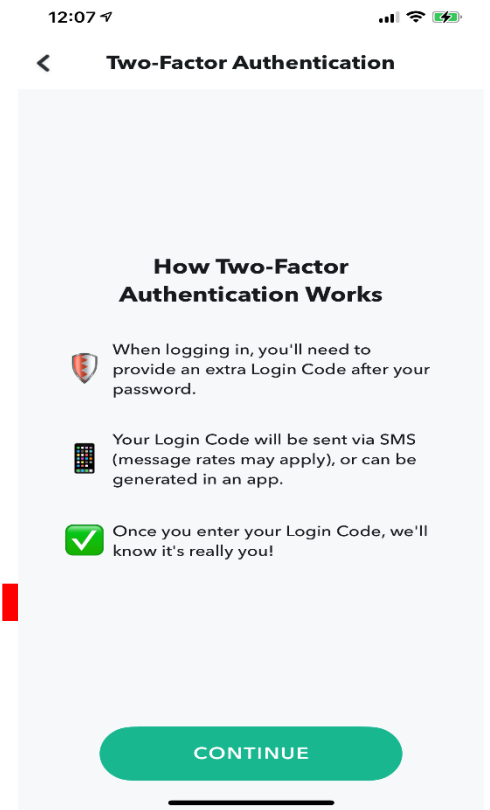 12:07
Two-Factor Authentication
How Two-Factor
Authentication Works
When logging in, you'll need to
provide an extra Login Code after your
password.
Your Login Code will be sent via SMS
(message rates may apply), or can be
generated in an app.
Once you enter your Login Code, we'll
know it's really you!
CONTINUE